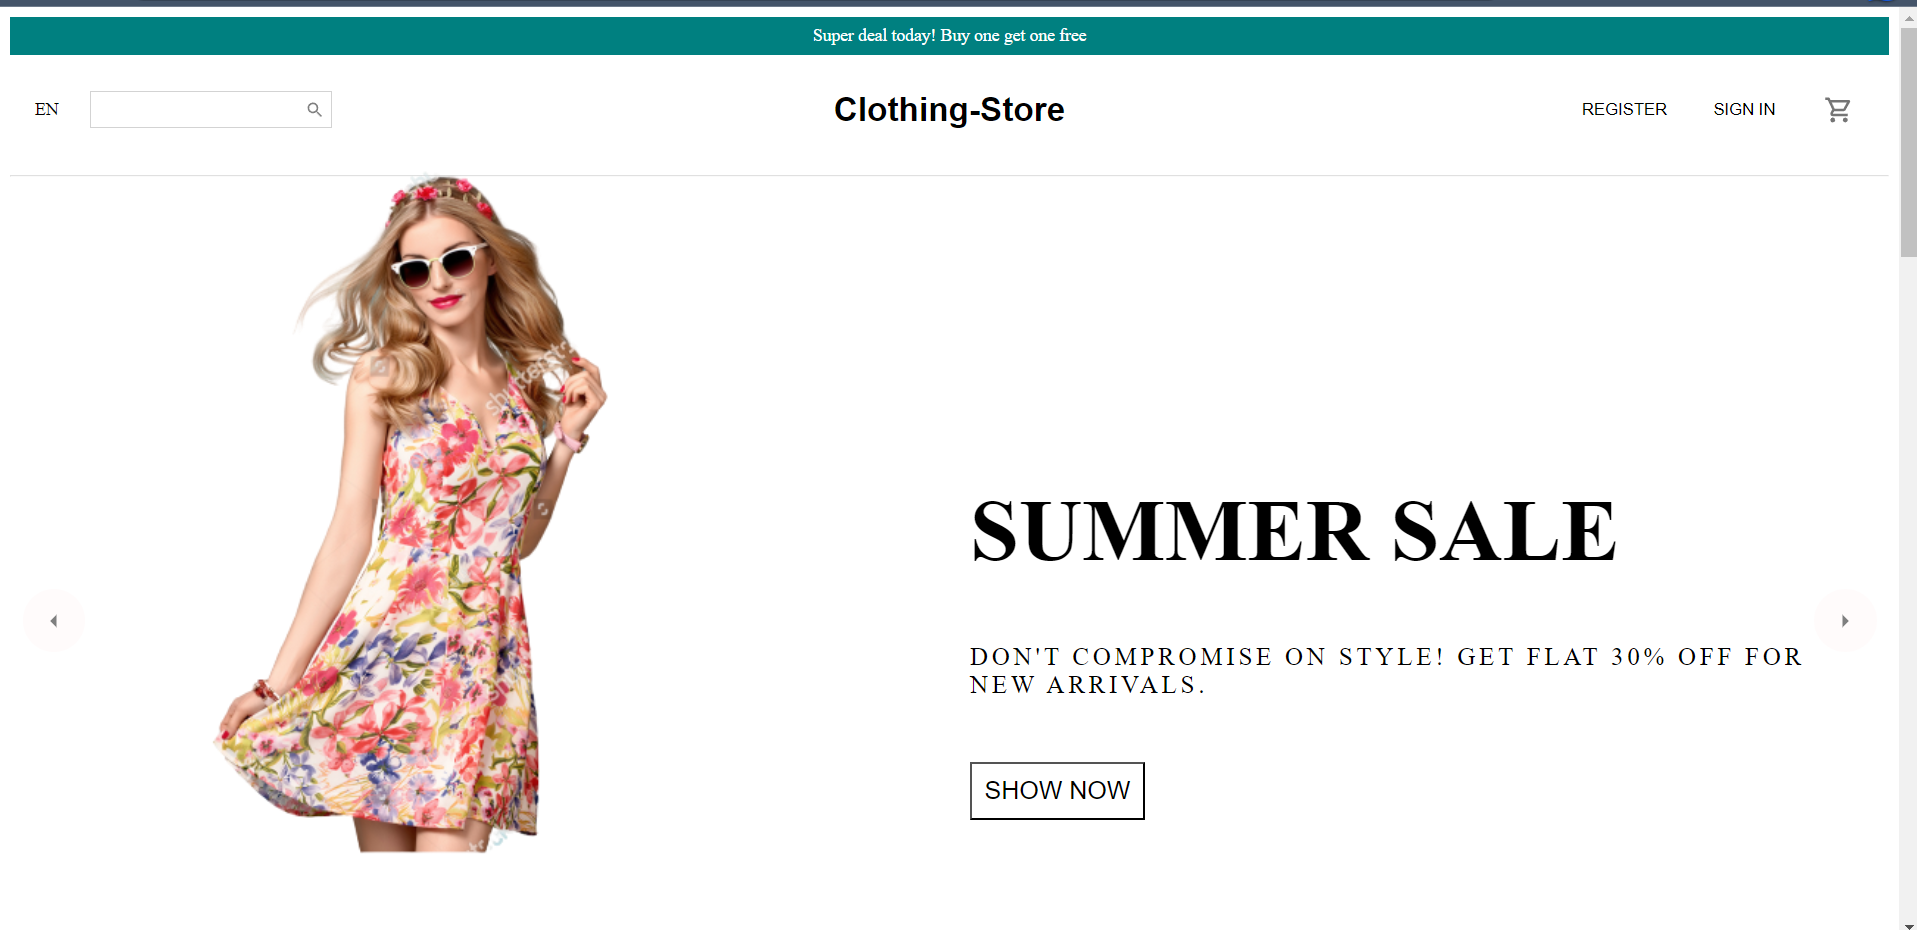 Super deal today! Buy one get one free
EN
Clothing-Store
REGISTER
SIGN IN
shutterstr
SUMMER SALE
DON'T COMPROMISE ON STYLE! GET FLAT 30% OFF FOR
NEW ARRIVALS.
SHOW NOW